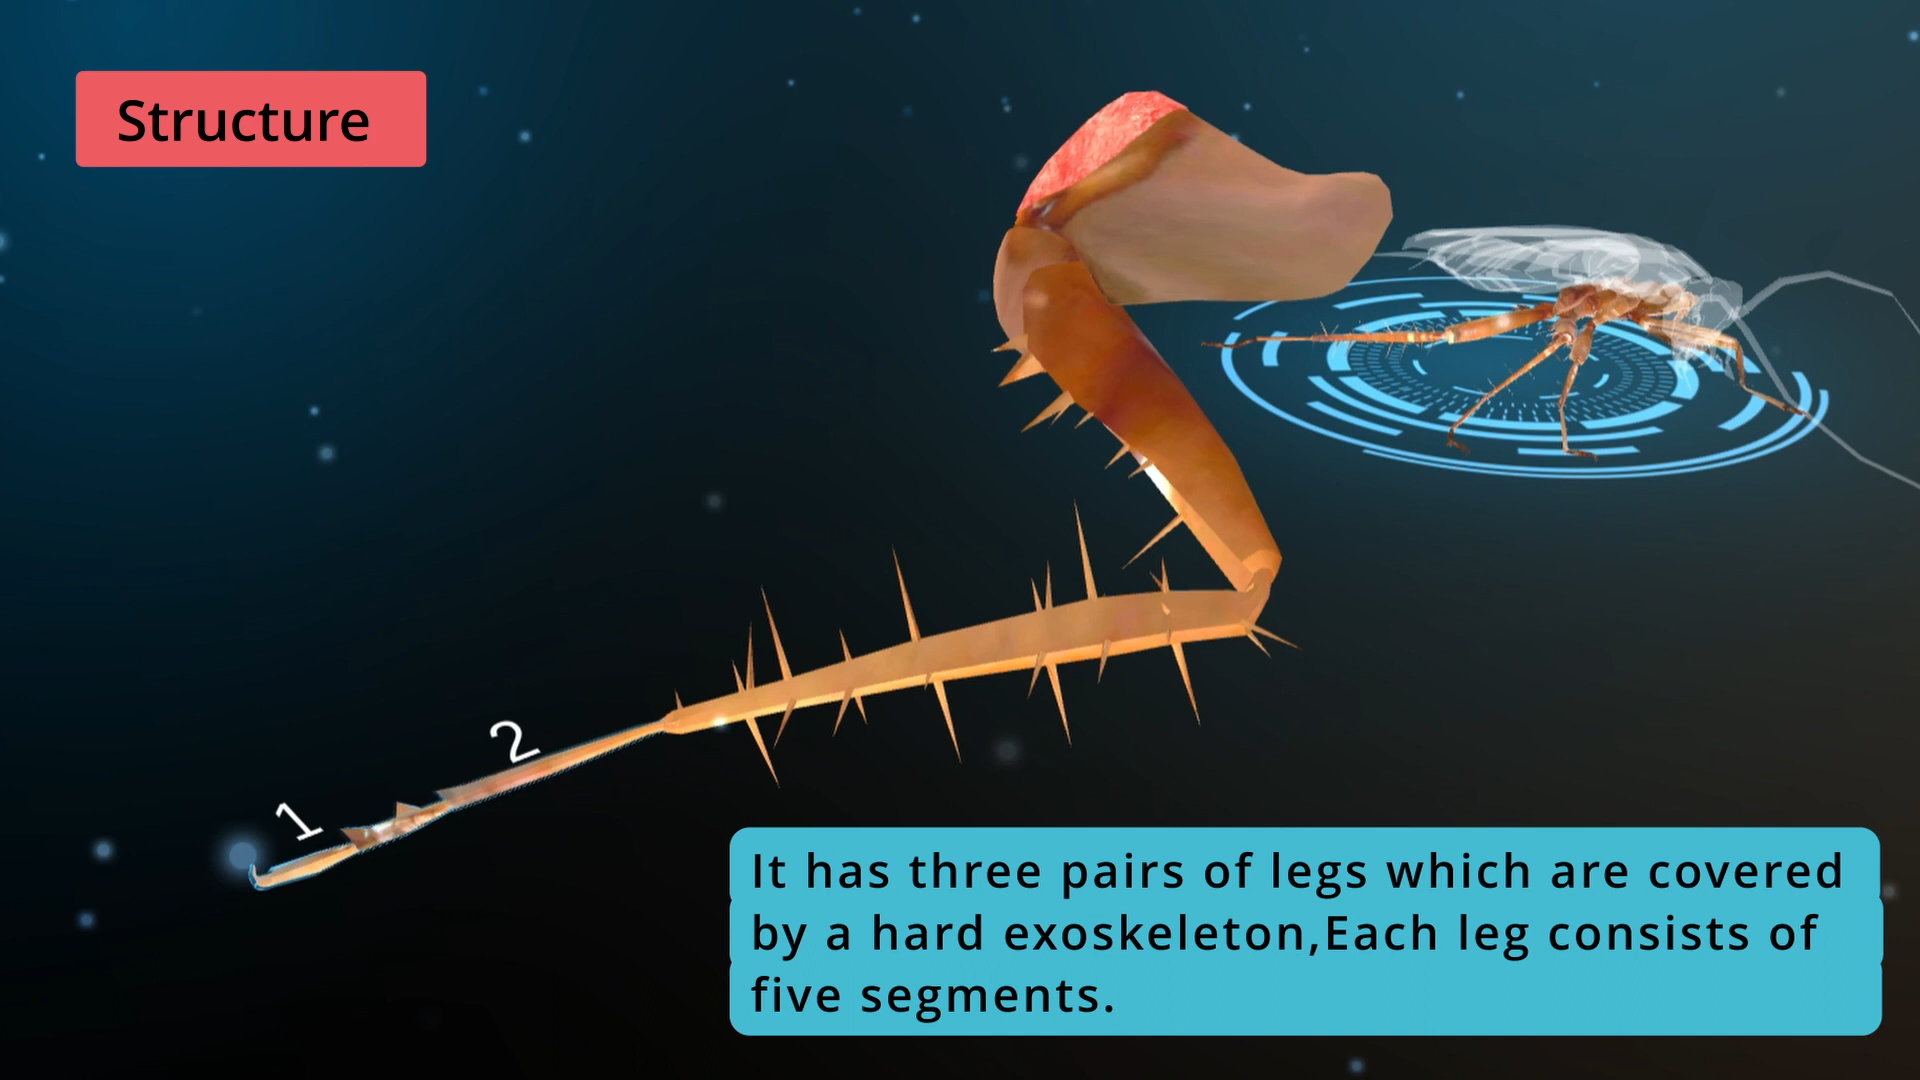 Structure
2
1
It has three pairs of legs which are covered
by a hard exoskeleton,Each leg consists of
five segments.